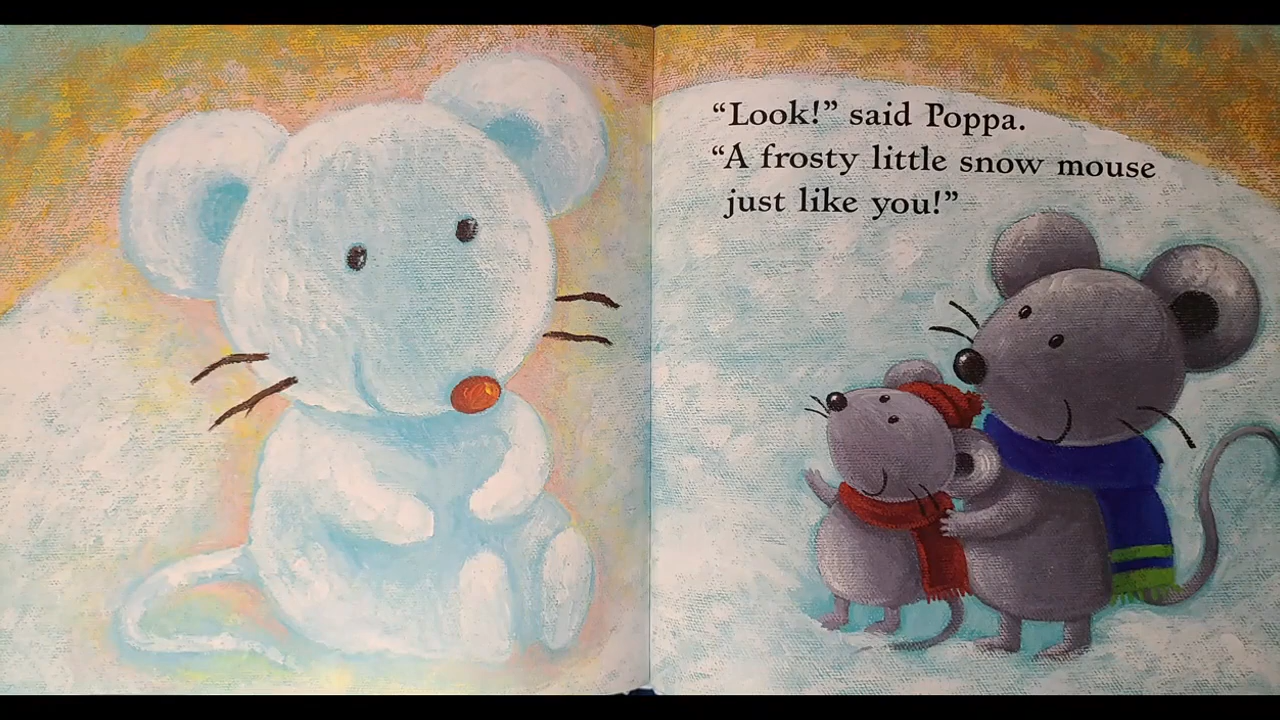 “Look!” said Poppa.
“A frosty little snow mouse
just like you!”